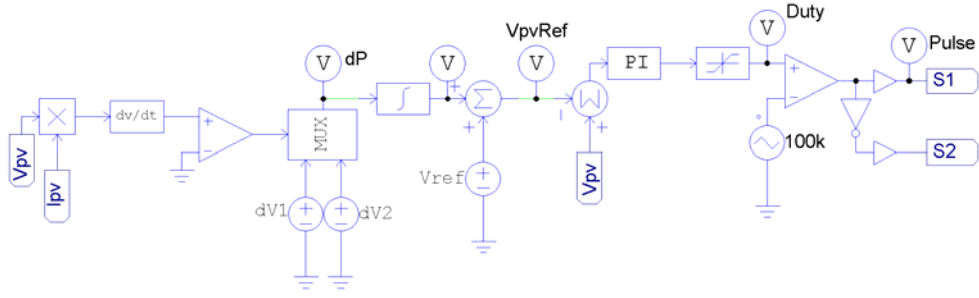 Duty
VpvRef
V
Pulse
V
dP
V
V
V
PI
S1
∫
+
Σ
+
Σ
-
+
+
-
×
dv/dt
+
-
MUX
100k
S2
Vpv
Ipv
Vref
+
-
Vpv
dV1
+
-
+
-
dV2